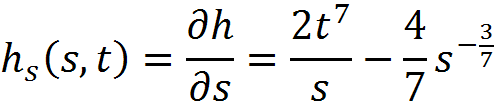 h_s(s,t) = ∂h/∂s = 2t^7/s − 4/7 s^{−3/7}